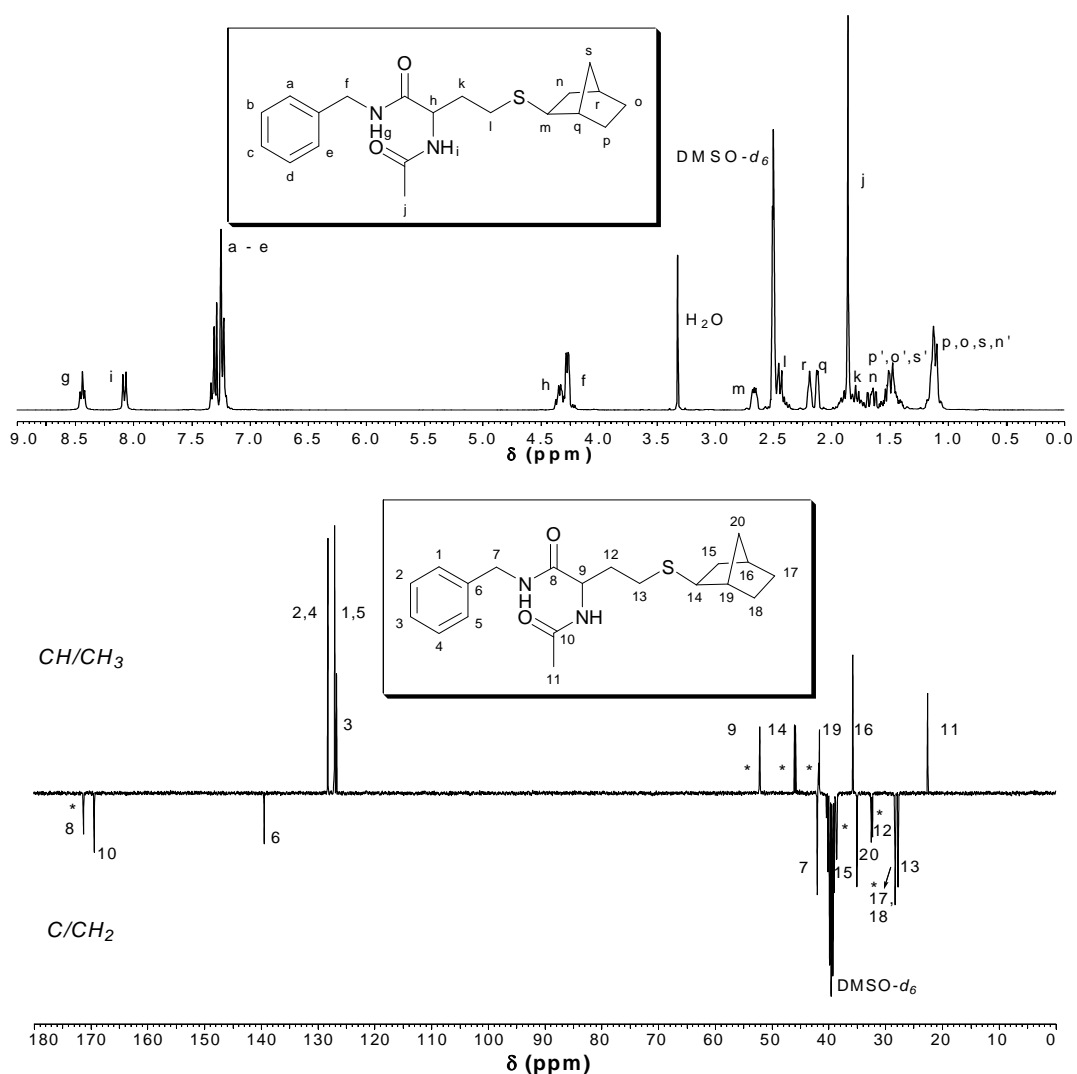 s
O
k
n
a
f
S
r
o
b
N
H
g
h
l
m
q
p
c
e
O
N
H
i
d
j
DMSO-d6
j
a - e
H2O
g
i
h
f
m
l
r
q
k
n
p',o',s'
p,o,s,n'
9.0 8.5 8.0 7.5 7.0 6.5 6.0 5.5 5.0 4.5 4.0 3.5 3.0 2.5 2.0 1.5 1.0 0.5 0.0
δ (ppm)
20
O
12
15
1
7
S
16
17
2
N
H
8
9
13
14
19
18
6
3
5
O
NH
4
10
11
2,4
1,5
CH/CH3
3
9
14
19
16
11
*
*
*
*
8
10
6
7
*
15
20
*
12
13
*
17,
18
C/CH2
DMSO-d6
180 170 160 150 140 130 120 110 100 90 80 70 60 50 40 30 20 10 0
δ (ppm)